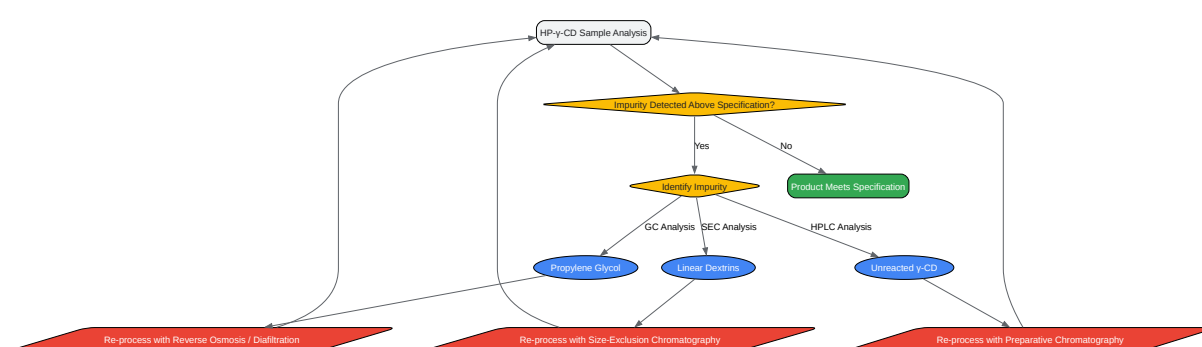 HP-γ-CD Sample Analysis
Impurity Detected Above Specification?
Yes
No
Identify Impurity
Product Meets Specification
GC Analysis
SEC Analysis
HPLC Analysis
Propylene Glycol
Linear Dextrins
Unreacted γ-CD
Re-process with Reverse Osmosis / Diafiltration
Re-process with Size-Exclusion Chromatography
Re-process with Preparative Chromatography